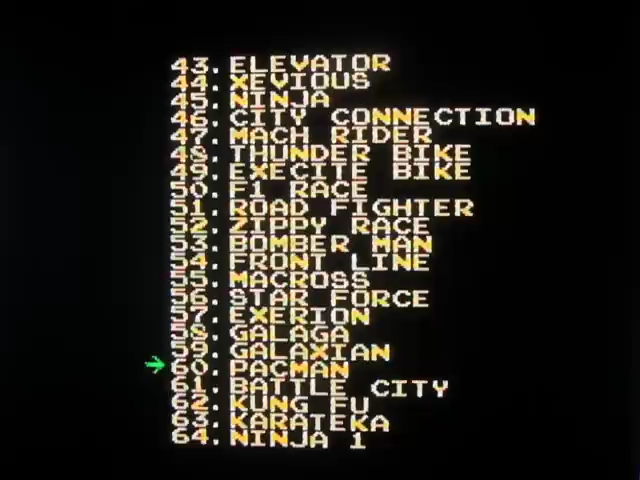 43. ELEVATOR
44. XEVIOUS
45. NINJA
46. CITY CONNECTION
47. MACH RIDER
48. THUNDER BIKE
49. EXECITE BIKE
50. F1 RACE
51. ROAD FIGHTER
52. ZIPPY RACE
53. BOMBER MAN
54. FRONT LINE
55. MACROSS
56. STAR FORCE
57. EXERION
58. GALAGA
59. GALAXIAN
60. PACMAN
61. BATTLE CITY
62. KUNG FU
63. KARATEKA
64. NINJA 1